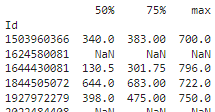 50% 75% max
Id
1503960366 340.0 383.00 700.0
1624580081 NaN NaN NaN
1644430081 130.5 301.75 796.0
1844505072 644.0 683.00 722.0
1927972279 398.0 475.00 750.0